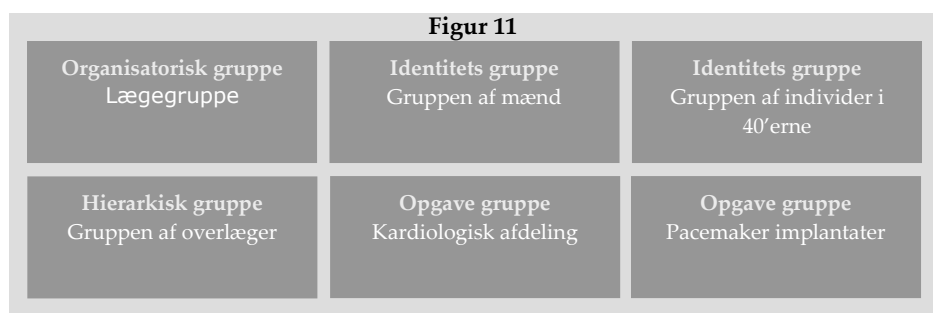 Figur 11
Organisatorisk gruppe
Lægegruppe
Identitets gruppe
Gruppen af mænd
Identitets gruppe
Gruppen af individer i
40’erne
Hierarkisk gruppe
Gruppen af overlæger
Opgave gruppe
Kardiologisk afdeling
Opgave gruppe
Pacemaker implantater